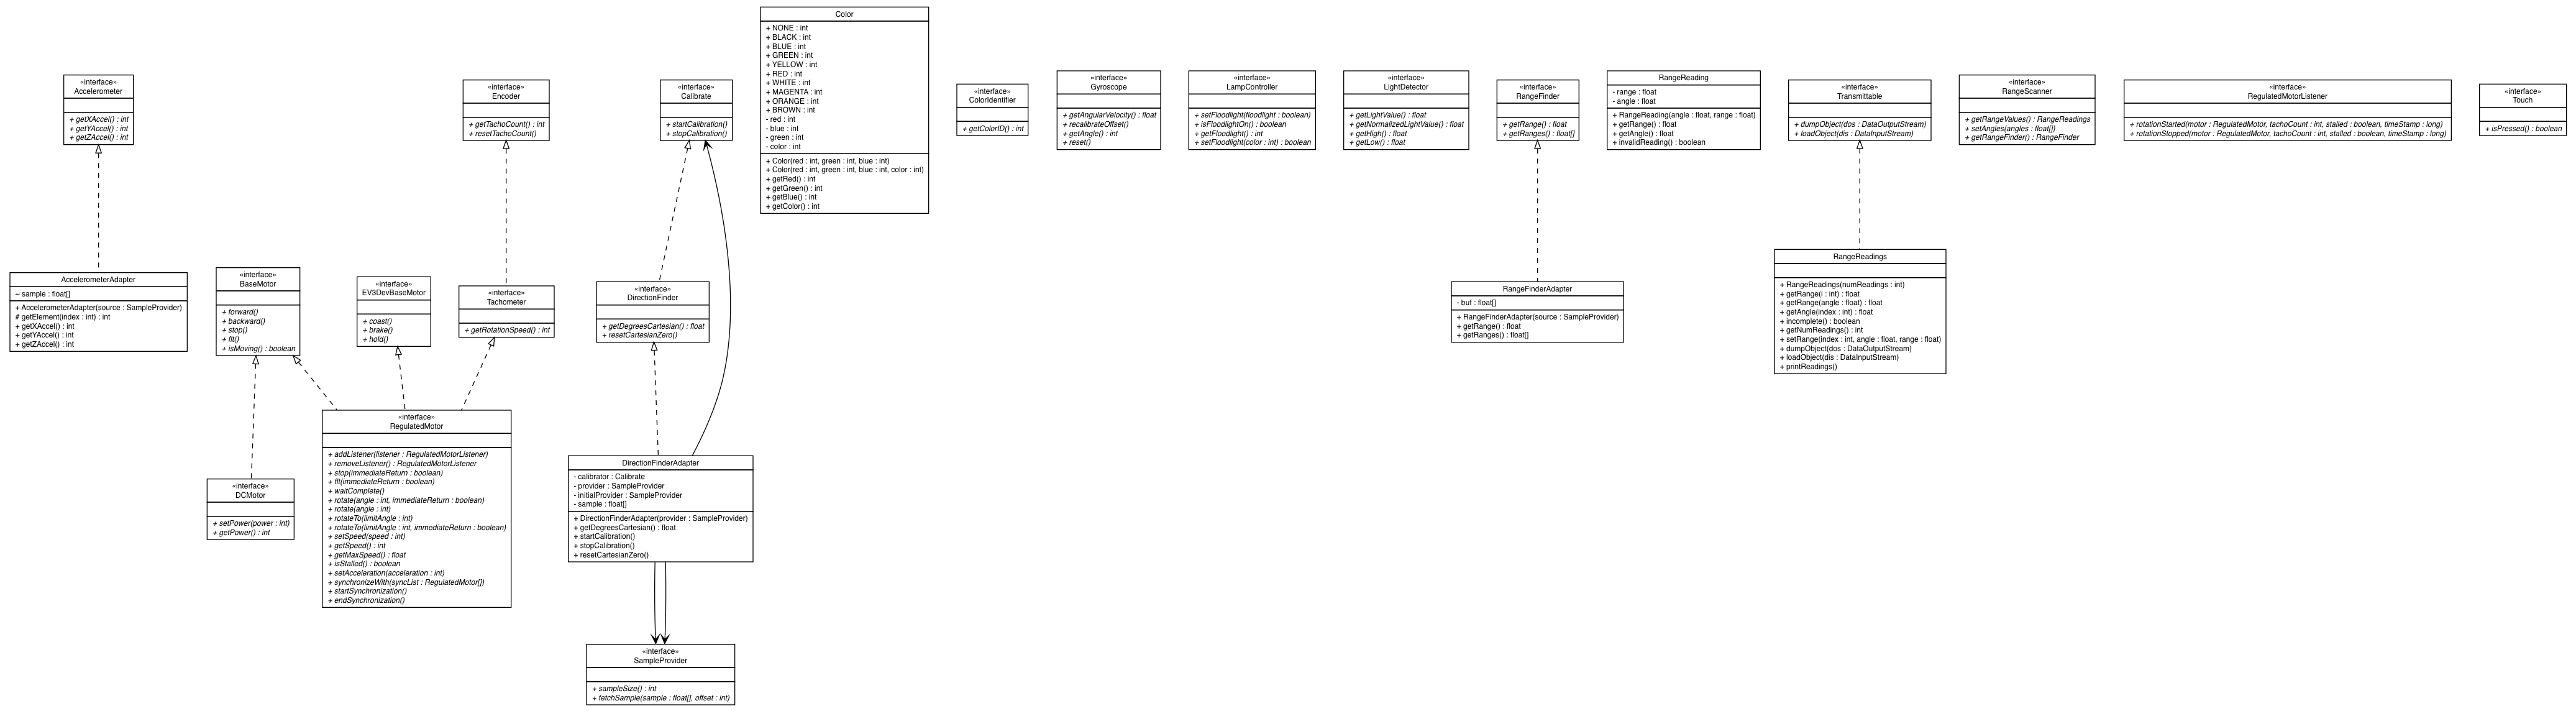 «interface»
Accelerometer
+ getXAccel() : int
+ getYAccel() : int
+ getZAccel() : int
«interface»
Encoder
+ getTachoCount() : int
+ resetTachoCount()
«interface»
Calibrate
+ startCalibration()
+ stopCalibration()
Color
+ NONE : int
+ BLACK : int
+ BLUE : int
+ GREEN : int
+ YELLOW : int
+ RED : int
+ WHITE : int
+ MAGENTA : int
+ ORANGE : int
+ BROWN : int
- red : int
- blue : int
- green : int
- color : int
+ Color(red : int, green : int, blue : int)
+ Color(red : int, green : int, blue : int, color : int)
+ getRed() : int
+ getGreen() : int
+ getBlue() : int
+ getColor() : int
«interface»
ColorIdentifier
+ getColorID() : int
«interface»
Gyroscope
+ getAngularVelocity() : float
+ recalibrateOffset()
+ getAngle() : int
+ reset()
«interface»
LampController
+ setFloodlight(floodlight : boolean)
+ isFloodlightOn() : boolean
+ getFloodlight() : int
+ setFloodlight(color : int) : boolean
«interface»
LightDetector
+ getLightValue() : float
+ getNormalizedLightValue() : float
+ getHigh() : float
+ getLow() : float
«interface»
RangeFinder
+ getRange() : float
+ getRanges() : float[]
RangeReading
- range : float
- angle : float
+ RangeReading(angle : float, range : float)
+ getRange() : float
+ getAngle() : float
+ invalidReading() : boolean
«interface»
Transmittable
+ dumpObject(dos : DataOutputStream)
+ loadObject(dis : DataInputStream)
«interface»
RangeScanner
+ getRangeValues() : RangeReadings
+ setAngles(angles : float[])
+ getRangeFinder() : RangeFinder
«interface»
RegulatedMotorListener
+ rotationStarted(motor : RegulatedMotor, tachoCount : int, stalled : boolean, timeStamp : long)
+ rotationStopped(motor : RegulatedMotor, tachoCount : int, stalled : boolean, timeStamp : long)
«interface»
Touch
+ isPressed() : boolean
AccelerometerAdapter
~ sample : float[]
+ AccelerometerAdapter(source : SampleProvider)
# getElement(index : int) : int
+ getXAccel() : int
+ getYAccel() : int
+ getZAccel() : int
«interface»
BaseMotor
+ forward()
+ backward()
+ stop()
+ flt()
+ isMoving() : boolean
«interface»
EV3DevBaseMotor
+ coast()
+ brake()
+ hold()
«interface»
Tachometer
+ getRotationSpeed() : int
«interface»
DirectionFinder
+ getDegreesCartesian() : float
+ resetCartesianZero()
RangeFinderAdapter
- buf : float[]
+ RangeFinderAdapter(source : SampleProvider)
+ getRange() : float
+ getRanges() : float[]
RangeReadings
+ RangeReadings(numReadings : int)
+ getRange(i : int) : float
+ getRange(angle : float) : float
+ getAngle(index : int) : float
+ incomplete() : boolean
+ getNumReadings() : int
+ setRange(index : int, angle : float, range : float)
+ dumpObject(dos : DataOutputStream)
+ loadObject(dis : DataInputStream)
+ printReadings()
«interface»
DCMotor
+ setPower(power : int)
+ getPower() : int
«interface»
RegulatedMotor
+ addListener(listener : RegulatedMotorListener)
+ removeListener() : RegulatedMotorListener
+ stop(immediateReturn : boolean)
+ flt(immediateReturn : boolean)
+ waitComplete()
+ rotate(angle : int, immediateReturn : boolean)
+ rotate(angle : int)
+ rotateTo(limitAngle : int)
+ rotateTo(limitAngle : int, immediateReturn : boolean)
+ setSpeed(speed : int)
+ getSpeed() : int
+ getMaxSpeed() : float
+ isStalled() : boolean
+ setAcceleration(acceleration : int)
+ synchronizeWith(syncList : RegulatedMotor[])
+ startSynchronization()
+ endSynchronization()
DirectionFinderAdapter
- calibrator : Calibrate
- provider : SampleProvider
- initialProvider : SampleProvider
- sample : float[]
+ DirectionFinderAdapter(provider : SampleProvider)
+ getDegreesCartesian() : float
+ startCalibration()
+ stopCalibration()
+ resetCartesianZero()
«interface»
SampleProvider
+ sampleSize() : int
+ fetchSample(sample : float[], offset : int)